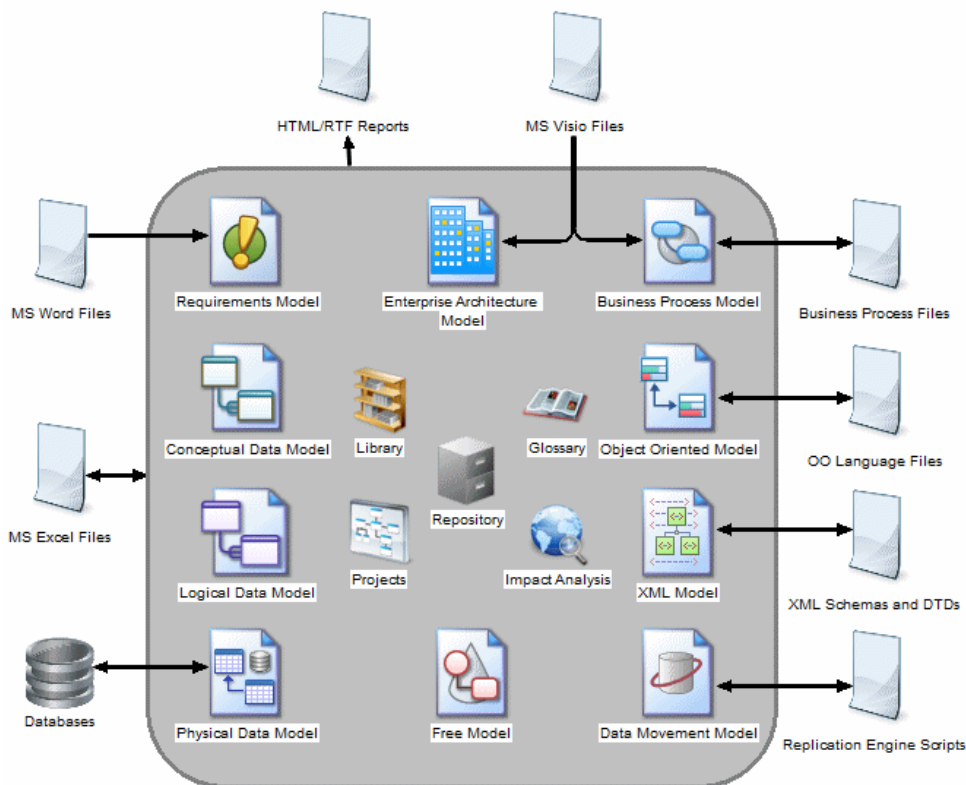 HTML/RTF Reports
MS Visio Files
MS Word Files
Requirements Model
Enterprise Architecture
Model
Business Process Model
Business Process Files
Conceptual Data Model
Library
Glossary
Object Oriented Model
OO Language Files
MS Excel Files
Repository
Logical Data Model
Projects
Impact Analysis
XML Model
XML Schemas and DTDs
Databases
Physical Data Model
Free Model
Data Movement Model
Replication Engine Scripts